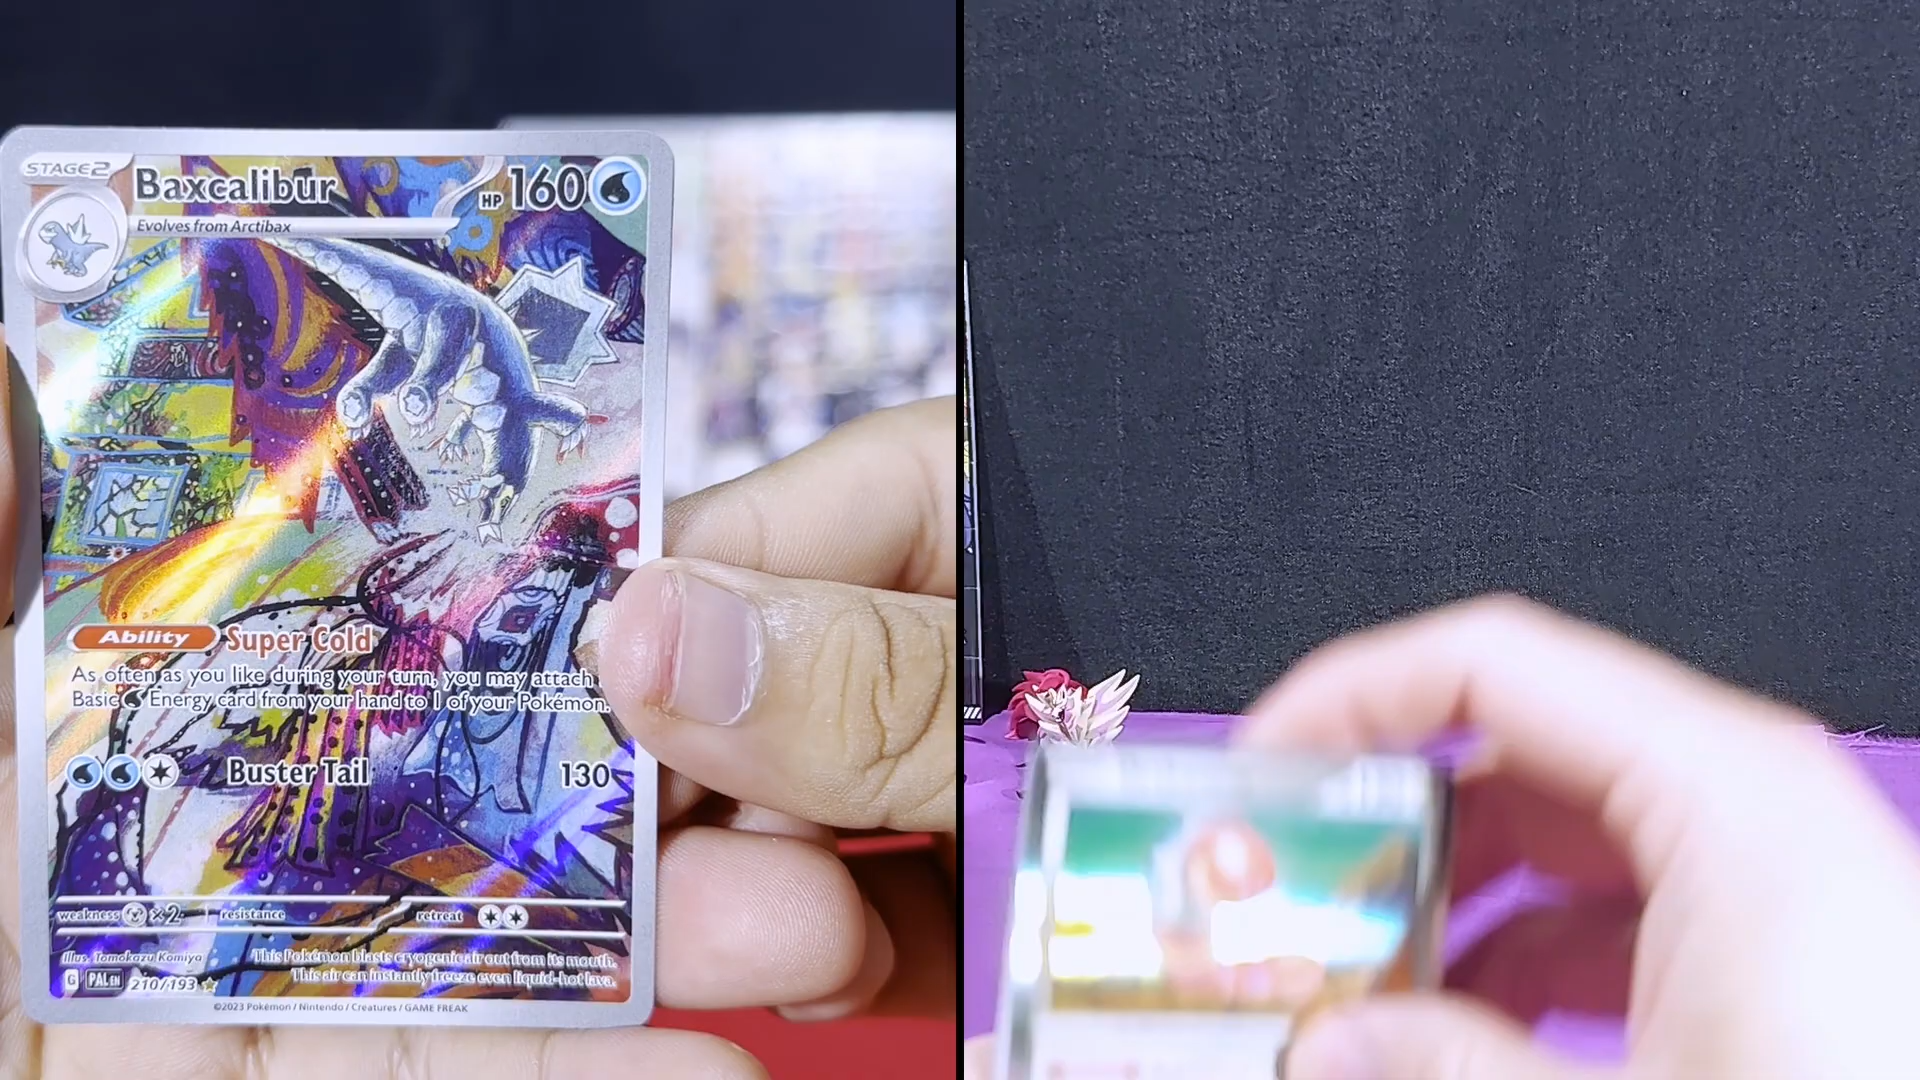 STAGE2
Baxcalibur
HP 160
Evolves from Arctibax
Ability Super Cold
As often as you like during your turn, you may attach
Basic Energy card from your hand to 1 of your Pokémon.
Buster Tail 130
weakness ×2 resistance retreat
Illus. Tomokazu Komiya
This Pokémon blasts cryogenic air out from its mouth.
This air can instantly freeze even liquid-hot lava.
G PAL EN 210/193
©2023 Pokémon / Nintendo / Creatures / GAME FREAK